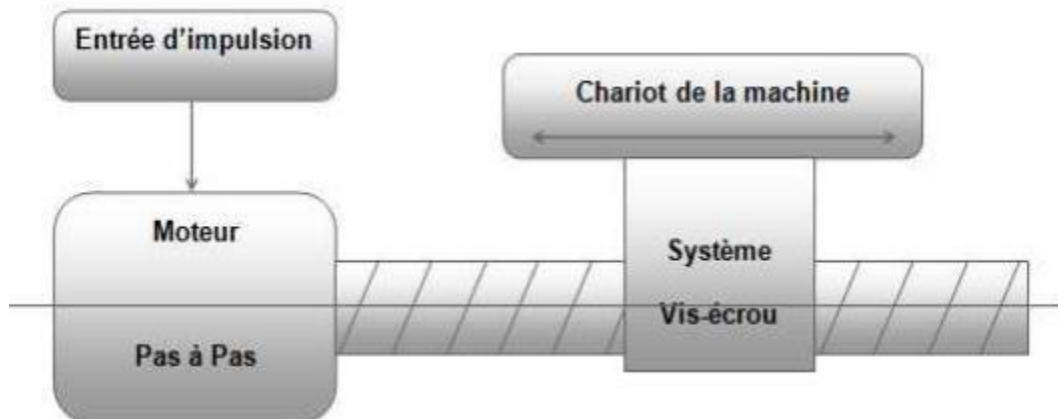 Entrée d'impulsion
Chariot de la machine
Moteur
Pas à Pas
Système
Vis-écrou